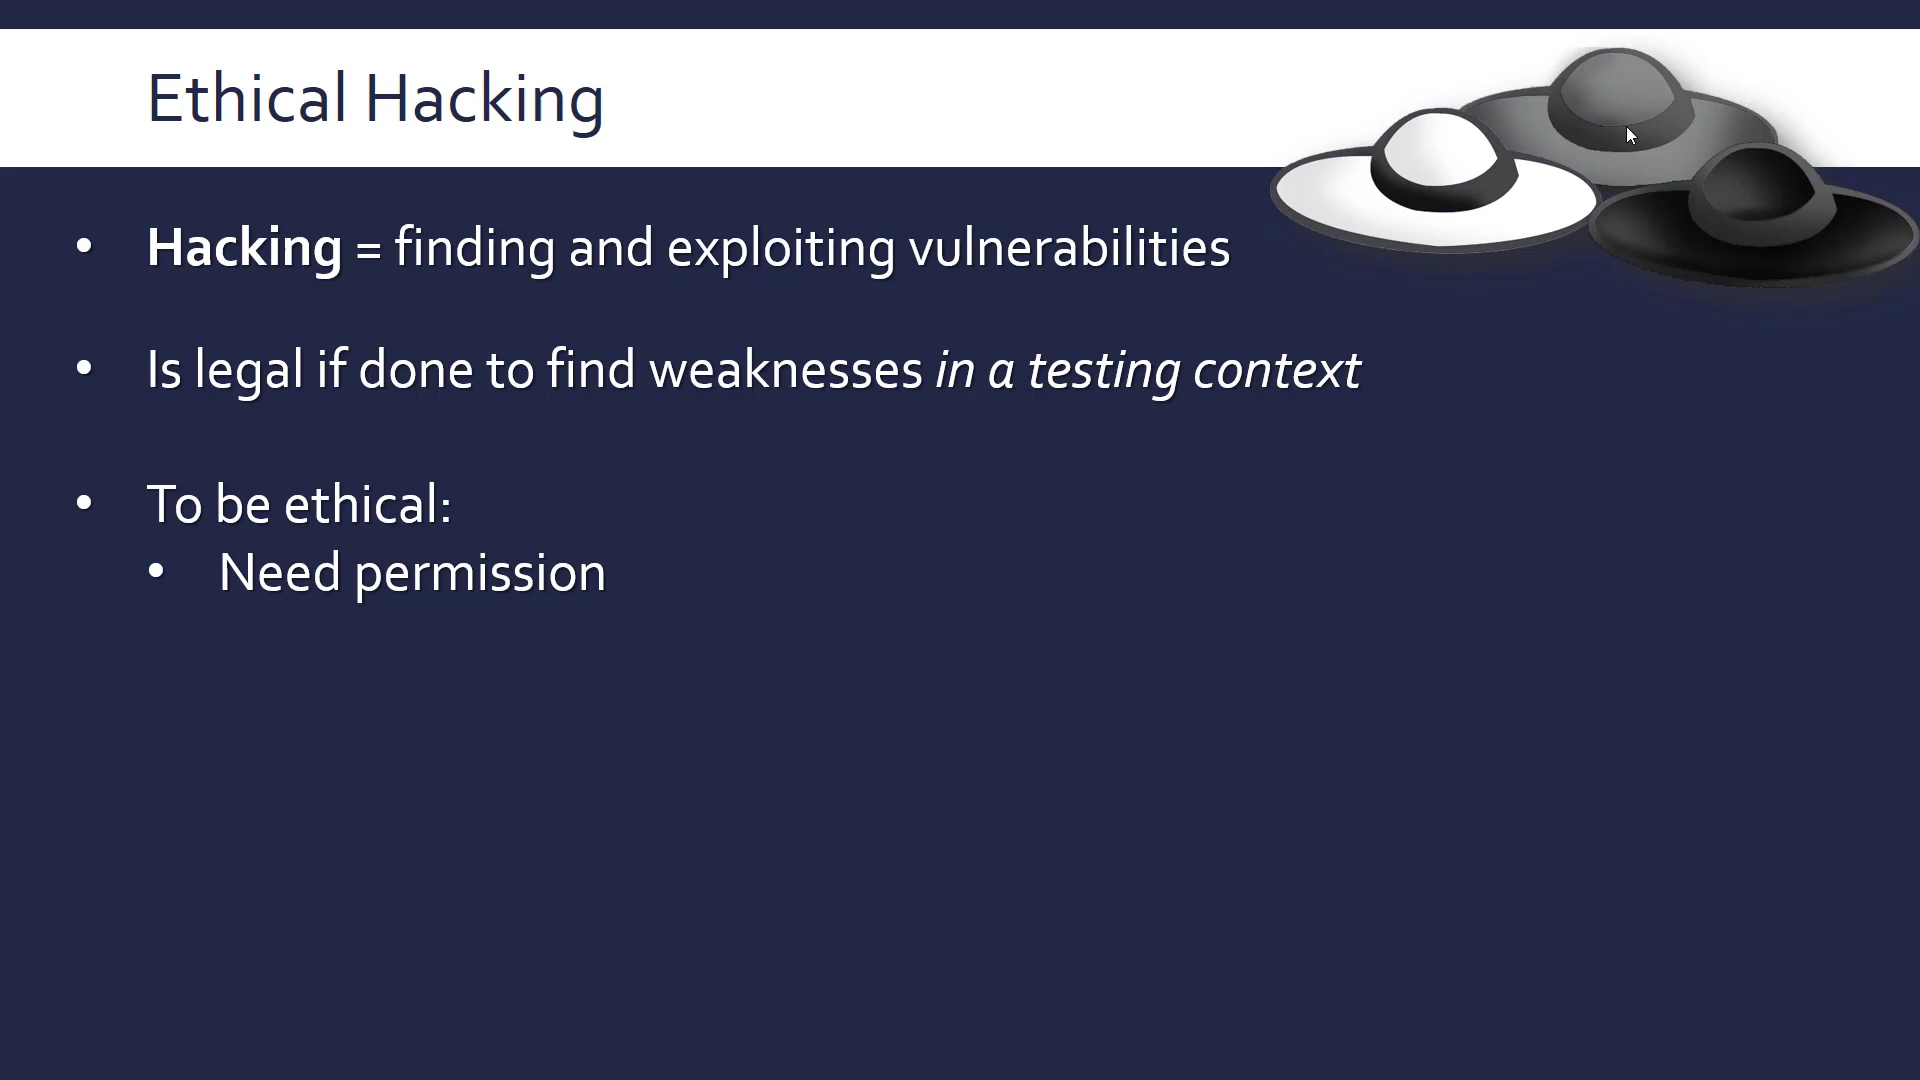 Ethical Hacking
• Hacking = finding and exploiting vulnerabilities
• Is legal if done to find weaknesses in a testing context
• To be ethical:
• Need permission